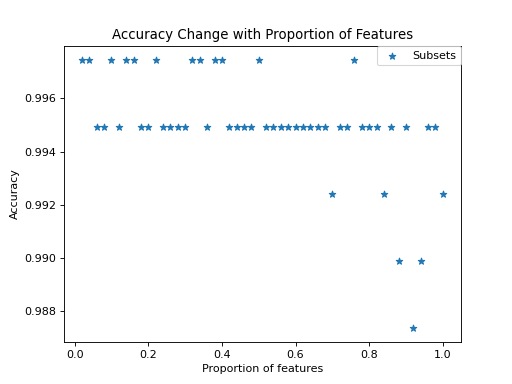 Accuracy Change with Proportion of Features
Subsets
Accuracy
0.996
0.994
0.992
0.990
0.988
0.0 0.2 0.4 0.6 0.8 1.0
Proportion of features